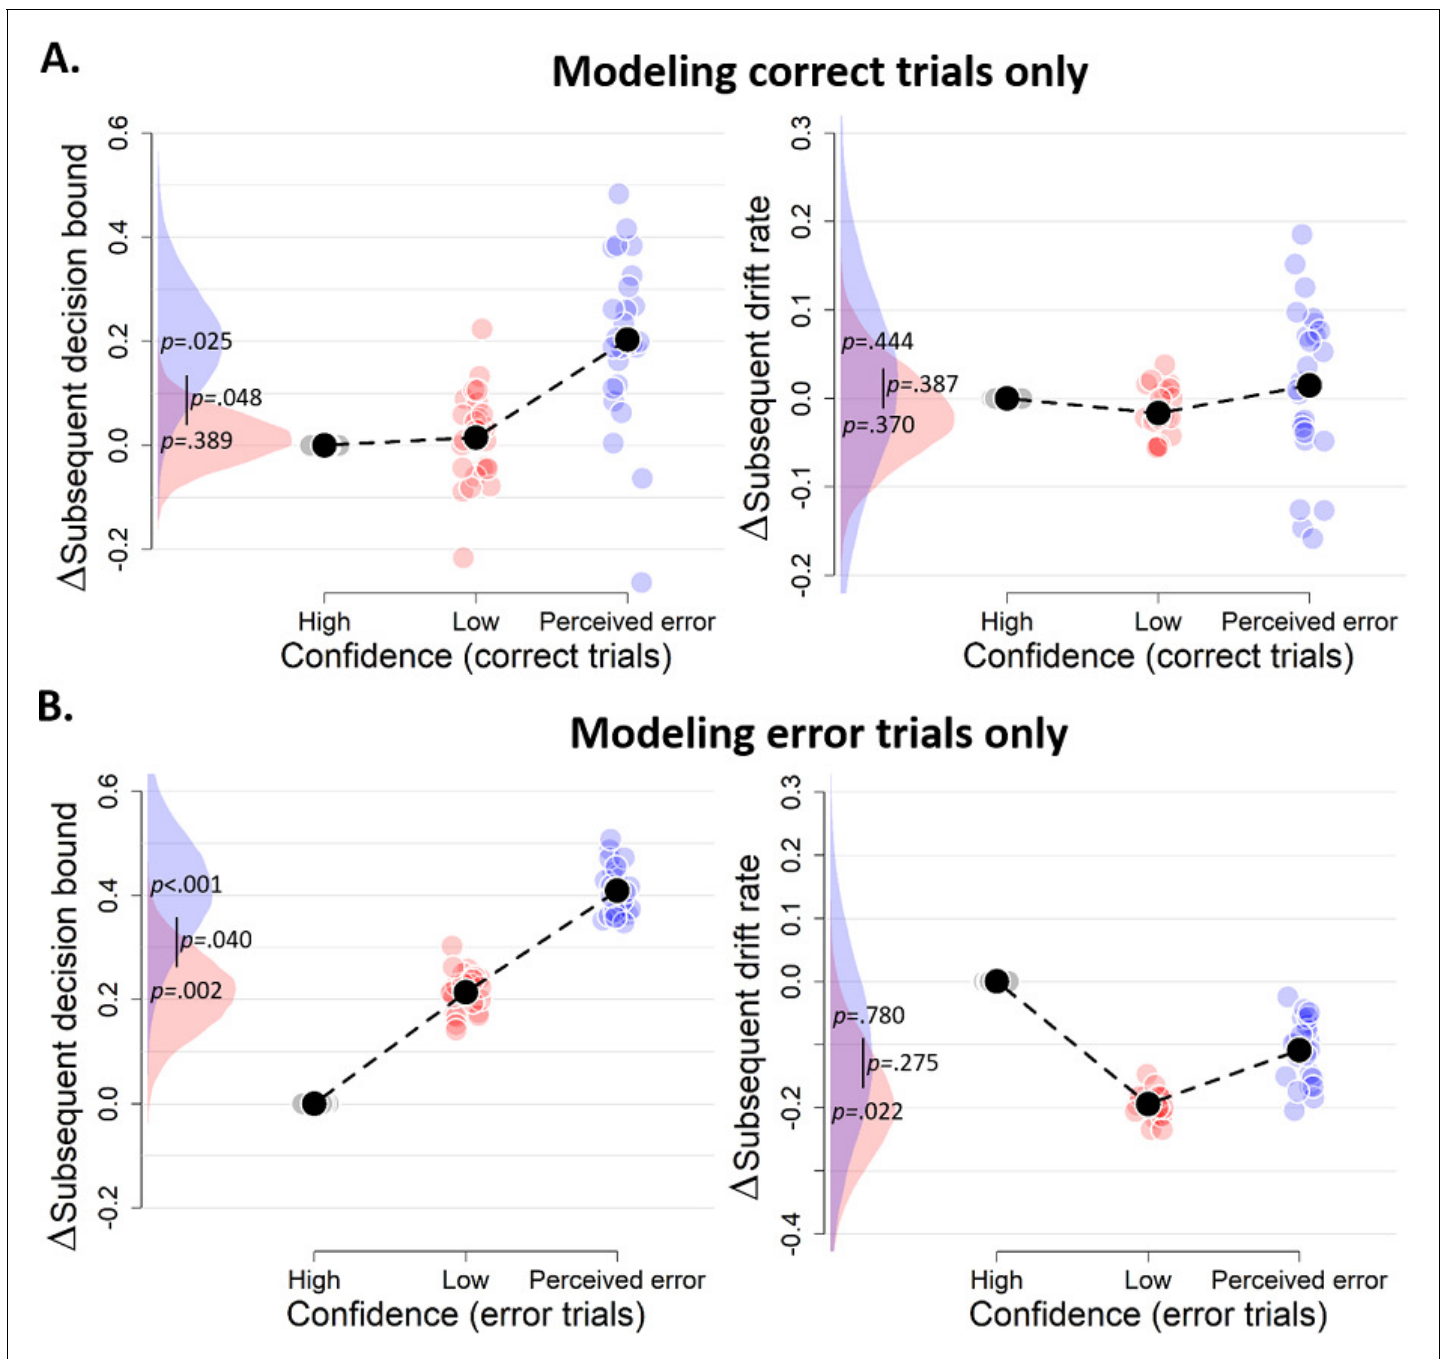 A.
Modeling correct trials only
ΔSubsequent decision bound
0.6
0.4
0.2
0.0
-0.2
p=.025
p=.048
p=.389
High
Low
Perceived error
Confidence (correct trials)
ΔSubsequent drift rate
0.3
0.2
0.1
0.0
-0.1
-0.2
p=.444
p=.387
p=.370
High
Low
Perceived error
Confidence (correct trials)
B.
Modeling error trials only
ΔSubsequent decision bound
0.6
0.4
0.2
0.0
-0.2
p<.001
p=.040
p=.002
High
Low
Perceived error
Confidence (error trials)
ΔSubsequent drift rate
0.3
0.2
0.1
0.0
-0.2
-0.4
p=.780
p=.275
p=.022
High
Low
Perceived error
Confidence (error trials)